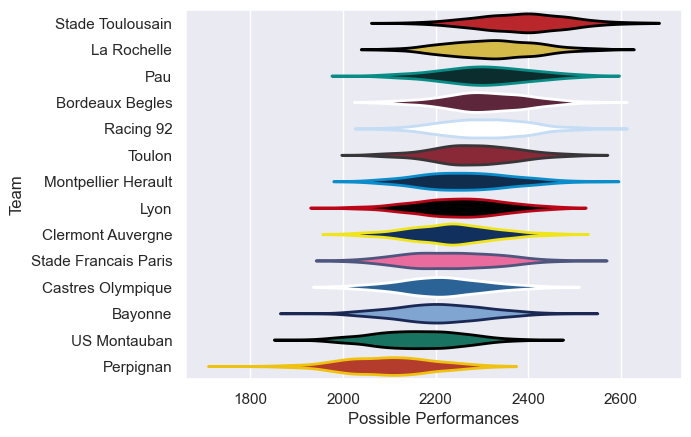 Stade Toulousain
La Rochelle
Pau
Bordeaux Begles
Racing 92
Toulon
Montpellier Herault
Lyon
Clermont Auvergne
Stade Francais Paris
Castres Olympique
Bayonne
US Montauban
Perpignan
Team
1800 2000 2200 2400 2600
Possible Performances